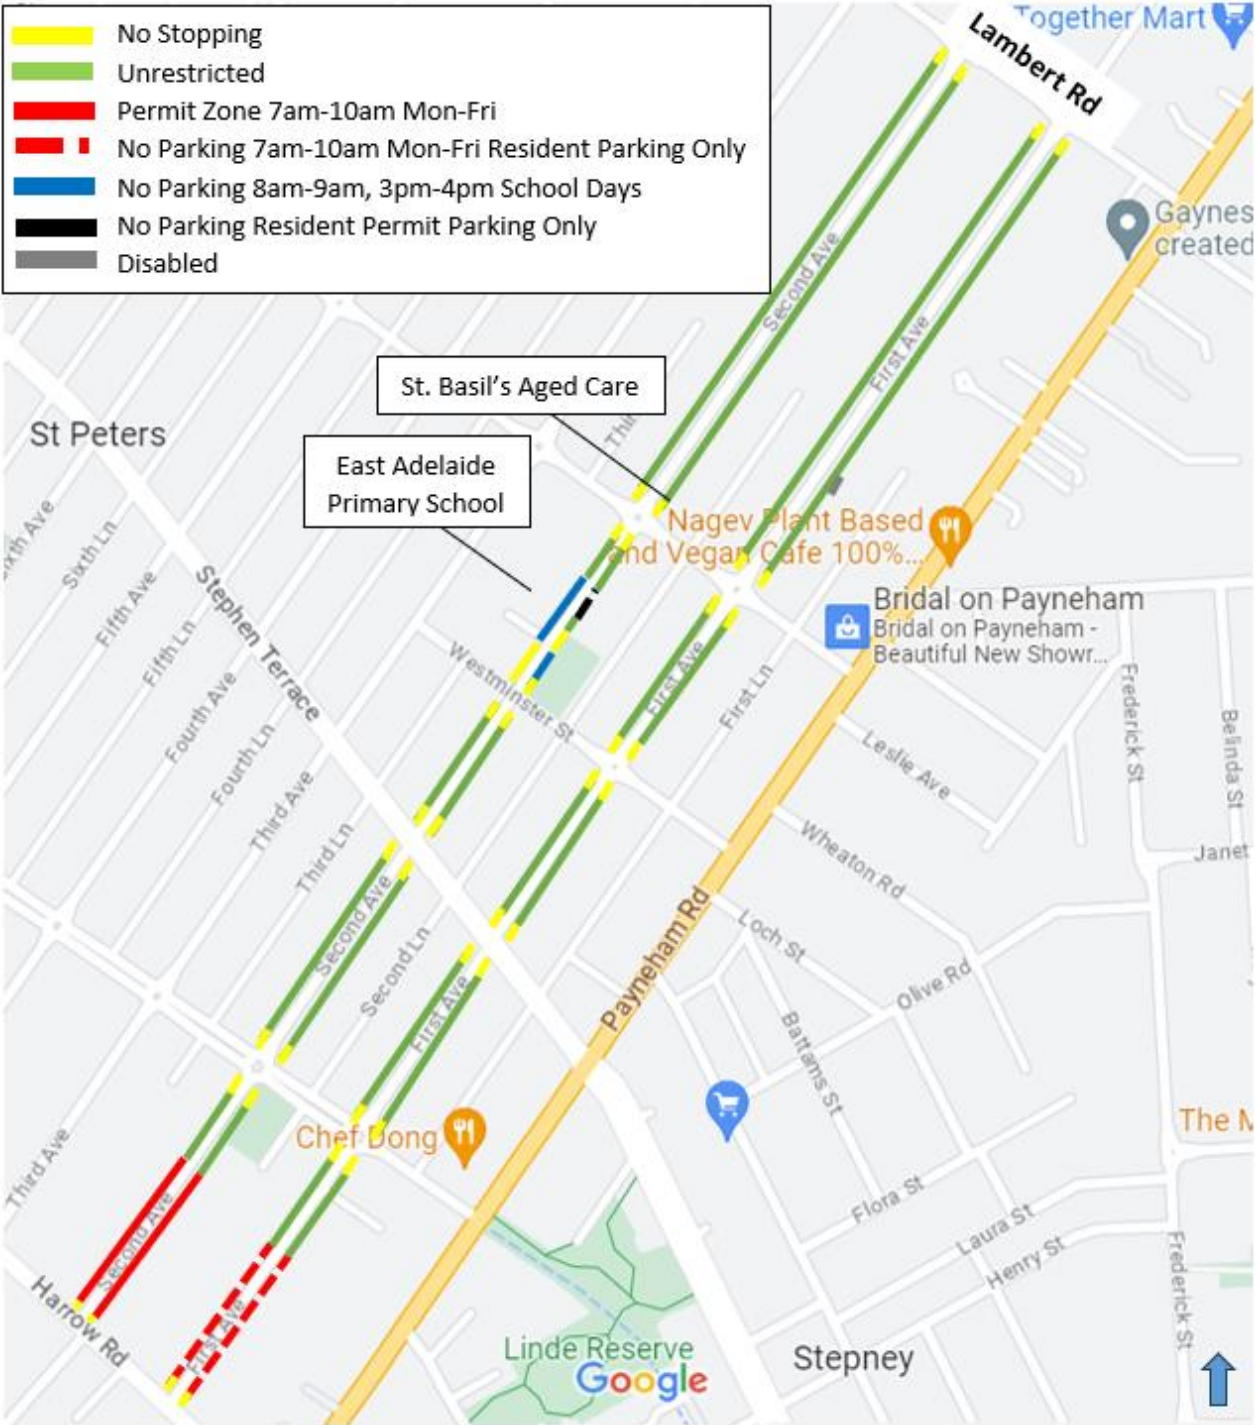 No Stopping
Unrestricted
Permit Zone 7am-10am Mon-Fri
No Parking 7am-10am Mon-Fri Resident Parking Only
No Parking 8am-9am, 3pm-4pm School Days
No Parking Resident Permit Parking Only
Disabled
Together Mart
Lambert Rd
Gaynes
created
Second Ave
First Ave
St. Basil's Aged Care
St Peters
East Adelaide
Primary School
Nagev Plant Based
and Vegan Cafe 100%...
Sixth Ln
Fifth Ave
Fifth Ln
Stephen Terrace
Bridal on Payneham
Bridal on Payneham -
Beautiful New Showr...
Westminster St
Fourth Ave
Fourth Ln
Third Ave
Third Ln
First Ave
First Ln
Frederick St
Belinda St
Leslie Ave
Wheaton Rd
Janet
Second Ave
Second Ln
First Ave
Payneham Rd
Loch St
Olive Rd
Battams St
Chef Dong
The M
Third Ave
Flora St
Laura St
Henry St
Frederick St
Second Ave
First Ave
Harrow Rd
Linde Reserve
Google
Stepney